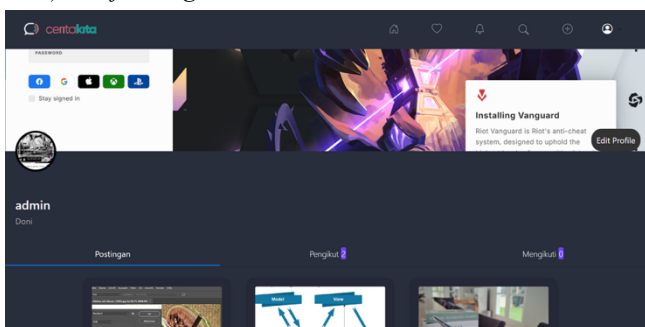 centakata
PASSWORD
Stay signed in
Installing Vanguard
Riot Vanguard is Riot's anti-cheat
system, designed to uphold the
Edit Profile
admin
Doni
Postingan
Pengikut 2
Mengikuti 0
Model
View